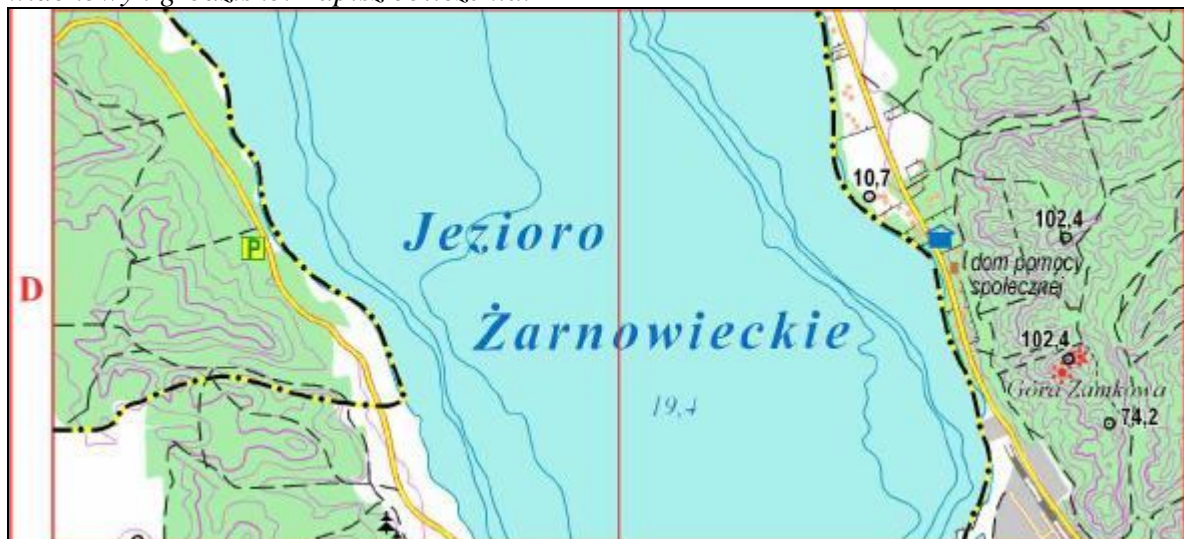 10,7
P
Jezioro
102,4
D
dom pomocy
społecznej
Żarnowieckie
102,4
Góra Zamkowa
19,4
74,2